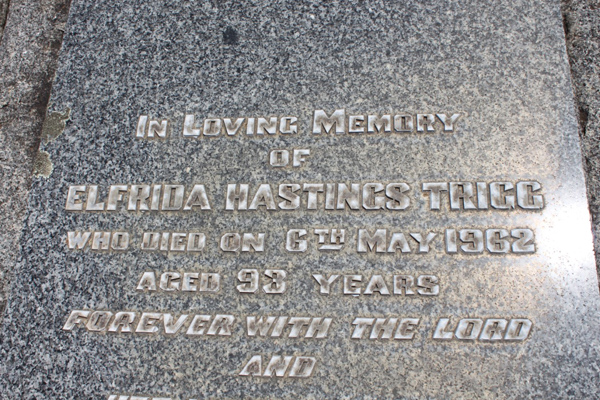 IN LOVING MEMORY
OF
ELFRIDA HASTINGS TRIGG
WHO DIED ON 6TH MAY 1962
AGED 93 YEARS
FOREVER WITH THE LORD
AND